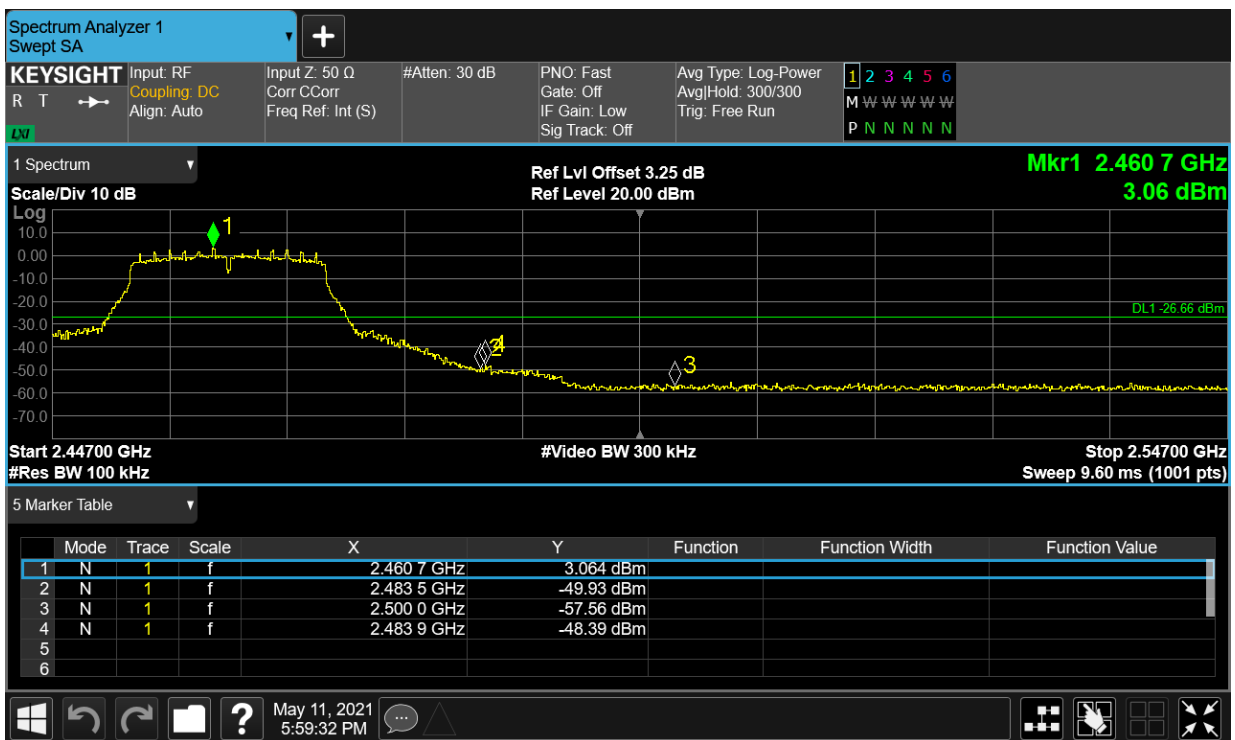 Spectrum Analyzer 1
Swept SA
+
KEYSIGHT Input: RF Input Z: 50 Ω #Atten: 30 dB PNO: Fast Avg Type: Log-Power 1 2 3 4 5 6
R T Coupling: DC Corr CCorr Gate: Off Avg|Hold: 300/300 M W W W W W
Align: Auto Freq Ref: Int (S) IF Gain: Low Trig: Free Run
LXI Sig Track: Off P N N N N N N
1 Spectrum Ref Lvl Offset 3.25 dB Mkr1 2.460 7 GHz
Scale/Div 10 dB Ref Level 20.00 dBm 3.06 dBm
Log
10.0
1
0.00
-10.0
-20.0
DL1 -26.66 dBm
-30.0
-40.0
4
3
-50.0
-60.0
-70.0
Start 2.44700 GHz #Video BW 300 kHz Stop 2.54700 GHz
#Res BW 100 kHz Sweep 9.60 ms (1001 pts)
5 Marker Table
Mode Trace Scale X Y Function Function Width Function Value
1 N 1 f 2.460 7 GHz 3.064 dBm
2 N 1 f 2.483 5 GHz -49.93 dBm
3 N 1 f 2.500 0 GHz -57.56 dBm
4 N 1 f 2.483 9 GHz -48.39 dBm
5
6
? May 11, 2021
5:59:32 PM